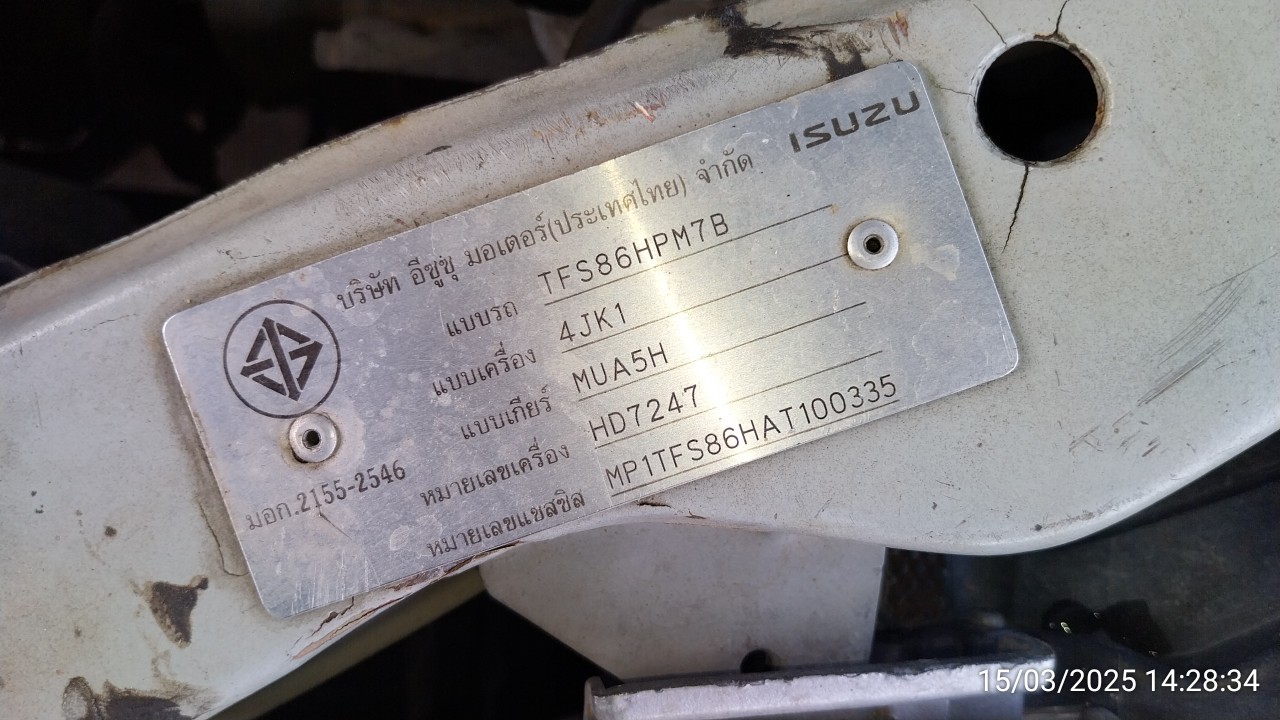 ISUZU
บริษัท อีซูซุ มอเตอร์(ประเทศไทย) จำกัด
แบบรถ TFS86HPM7B
แบบเครื่อง 4JK1
แบบเกียร์ MUA5H
หมายเลขเครื่อง HD7247
หมายเลขแชสซิส MP1TFS86HAT100335
มอก.2155-2546
15/03/2025 14:28:34